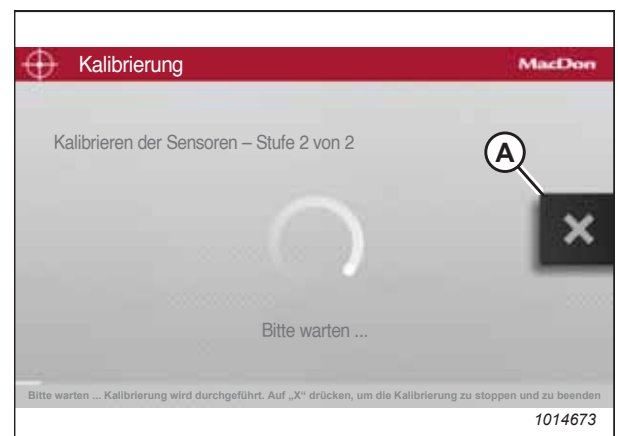 Kalibrierung
MacDon
Kalibrieren der Sensoren – Stufe 2 von 2
A
Bitte warten ...
Bitte warten ... Kalibrierung wird durchgeführt. Auf „X“ drücken, um die Kalibrierung zu stoppen und zu beenden
1014673